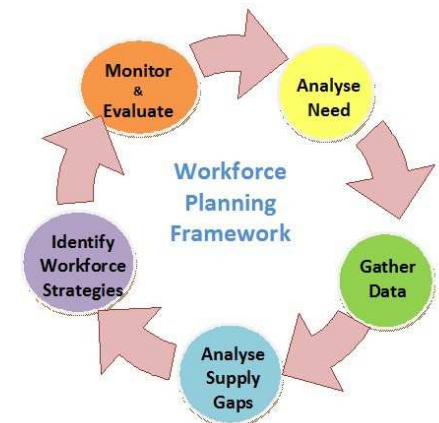 Workforce
Planning
Framework
Monitor
&
Evaluate
Analyse
Need
Gather
Data
Analyse
Supply
Gaps
Identify
Workforce
Strategies